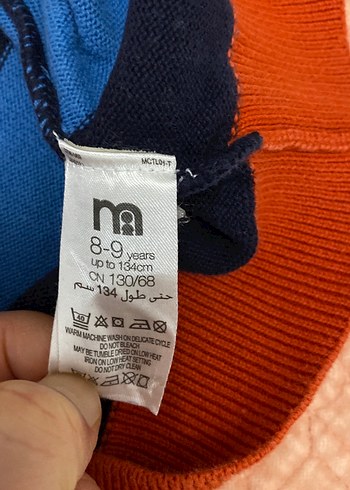 MCTL01-T
m
8-9 years
up to 134cm
CN 130/68
حتى طول 134 سم
40
WARM MACHINE WASH ON DELICATE CYCLE
DO NOT BLEACH
MAY BE TUMBLE DRIED ON LOW HEAT
IRON ON LOW HEAT SETTING
DO NOT DRY CLEAN